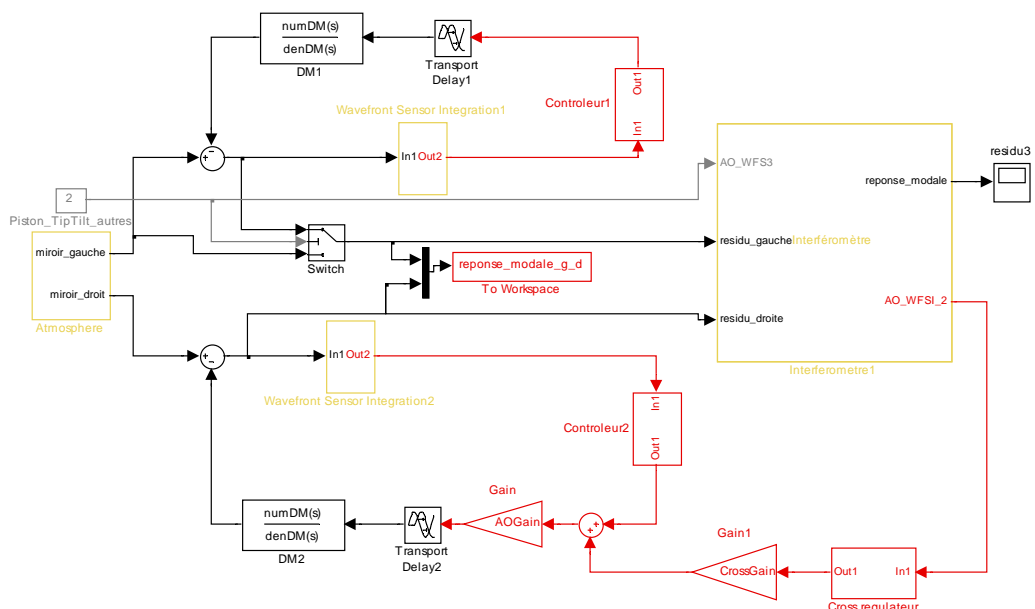 numDM(s)
denDM(s)
DM1
Transport
Delay1
Out1
In1
Controleur1
Wavefront Sensor Integration1
In1
Out2
2
Piston_TipTilt_autres
miroir_gauche
miroir_droit
Atmosphere
Switch
reponse_modale_g_d
To Workspace
AO_WFS3
reponse_modale
residu_gauche
Interféromètre
AO_WFSI_2
residu_droite
Interferometre1
residu3
In1
Out2
Wavefront Sensor Integration2
In1
Out1
Controleur2
numDM(s)
denDM(s)
DM2
Transport
Delay2
Gain
AOGain
Gain1
CrossGain
Out1
In1
Cross regulateur